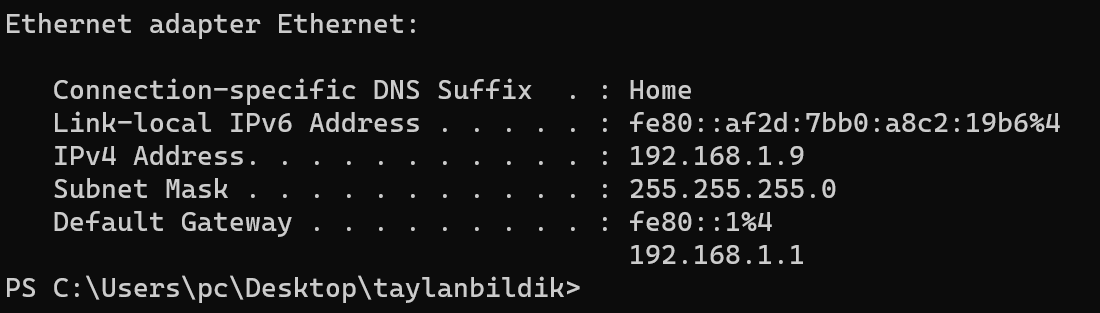 Ethernet adapter Ethernet:
Connection-specific DNS Suffix  . : Home
Link-local IPv6 Address . . . . . : fe80::af2d:7bb0:a8c2:19b6%4
IPv4 Address. . . . . . . . . . . : 192.168.1.9
Subnet Mask . . . . . . . . . . . : 255.255.255.0
Default Gateway . . . . . . . . . : fe80::1%4
192.168.1.1
PS C:\Users\pc\Desktop\taylanbildik>